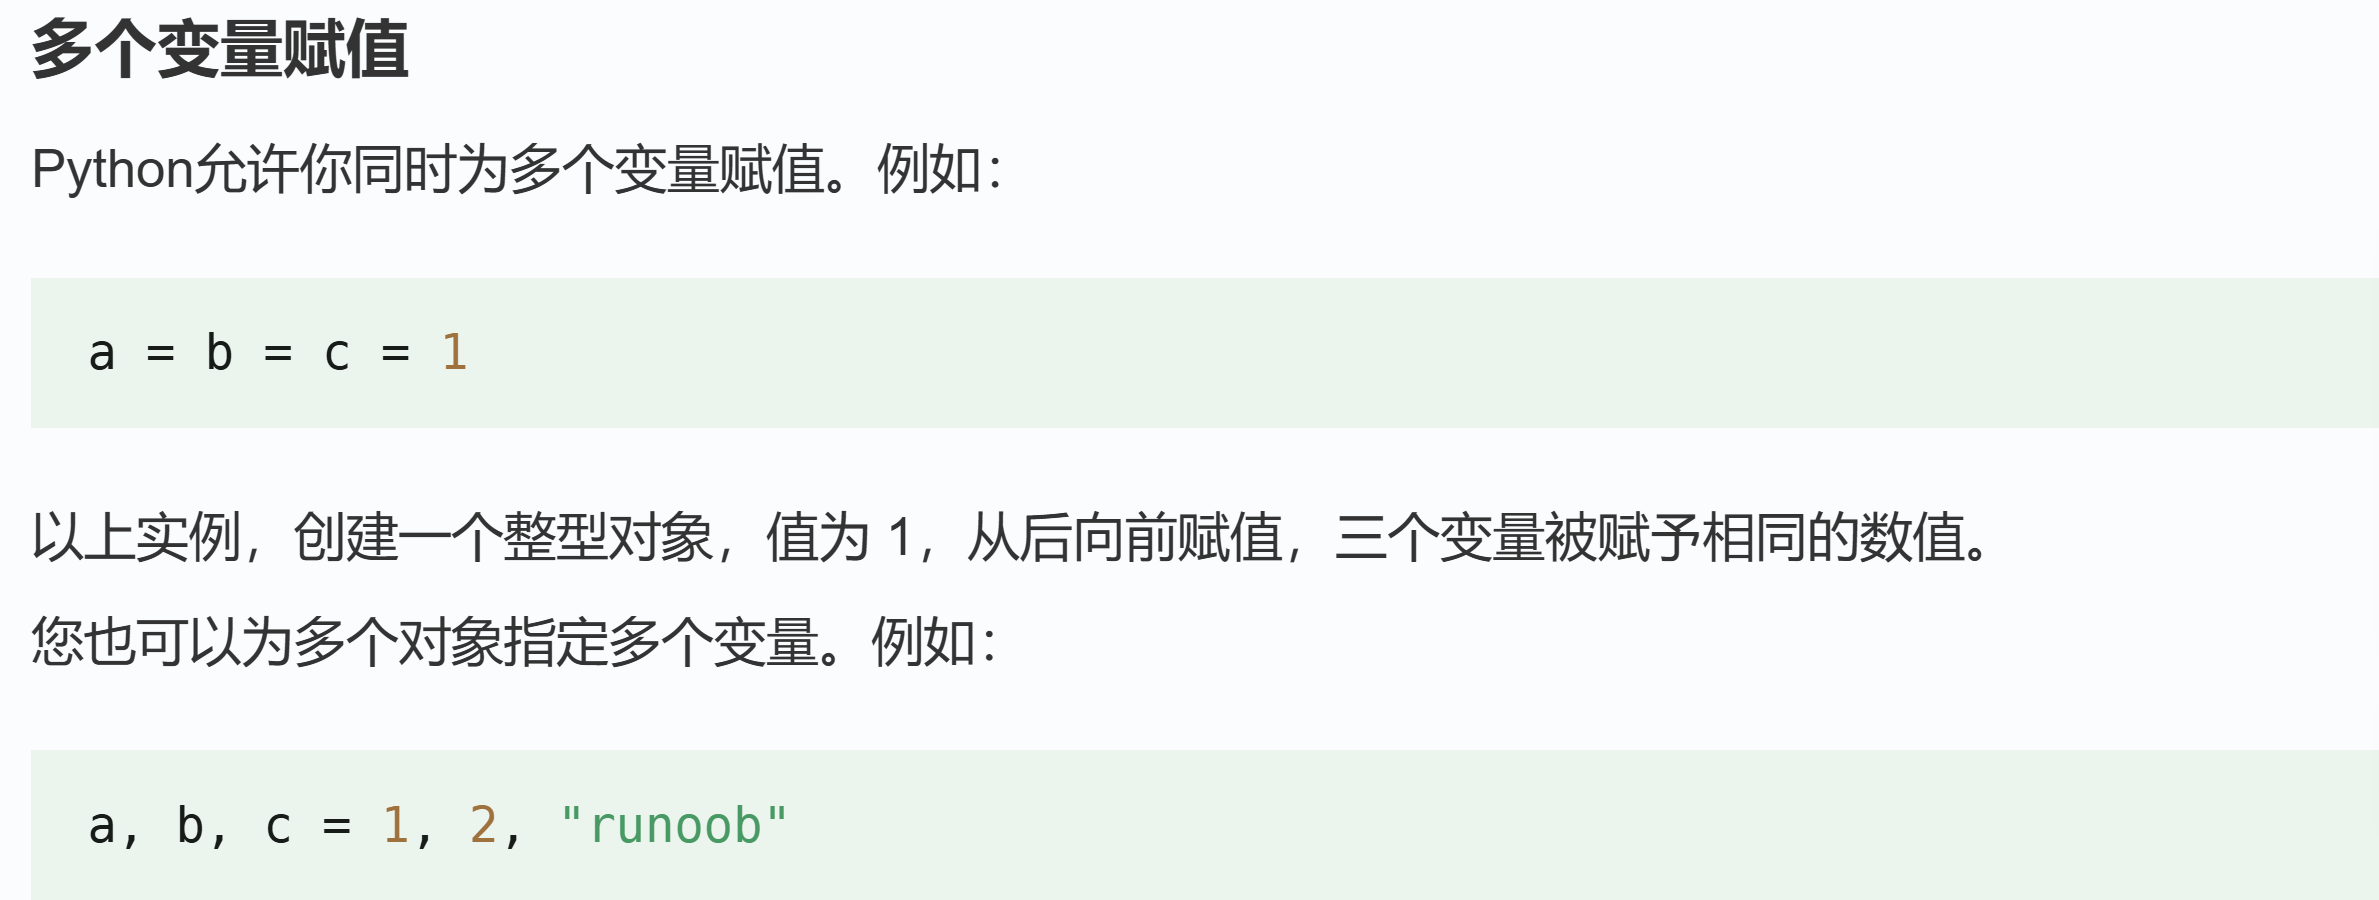 多个变量赋值
Python允许你同时为多个变量赋值。例如：
a = b = c = 1
以上实例，创建一个整型对象，值为 1，从后向前赋值，三个变量被赋予相同的数值。
您也可以为多个对象指定多个变量。例如：
a, b, c = 1, 2, "runoob"